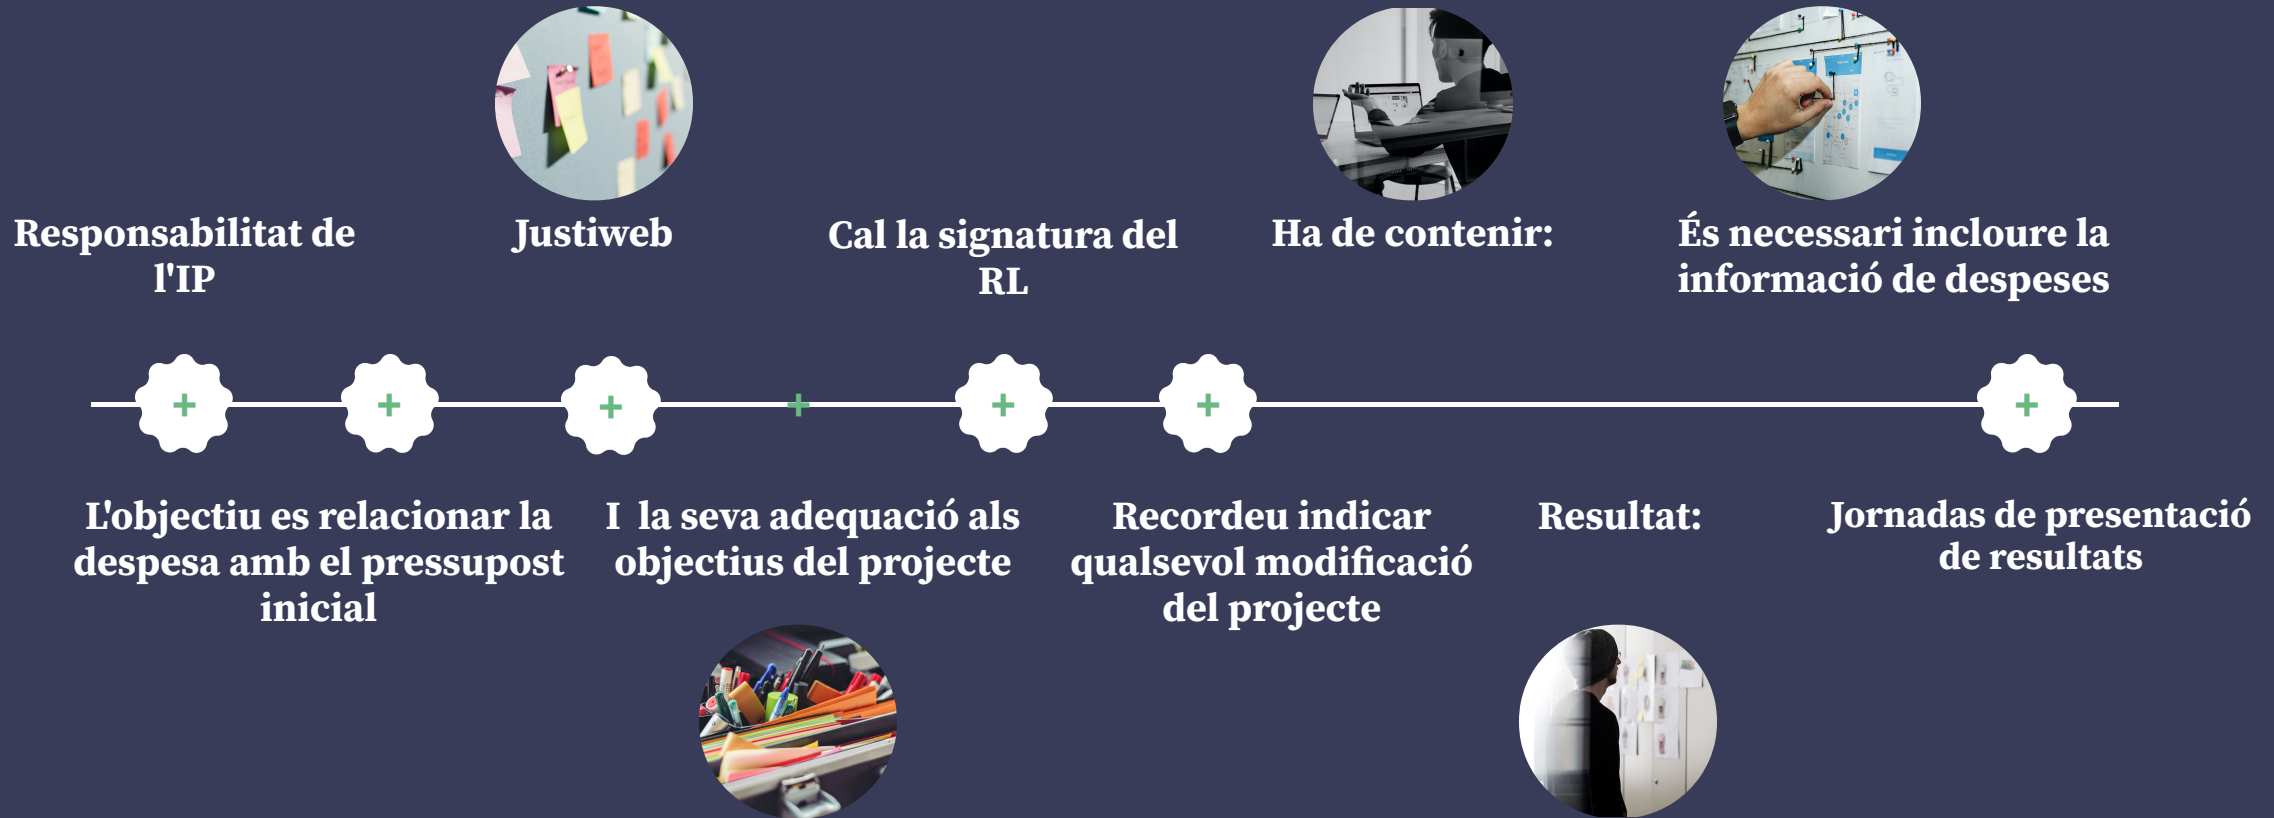 Responsabilitat de
l'IP
Justiweb
Cal la signatura del
RL
Ha de contenir:
És necessari incloure la
informació de despeses
L'objectiu es relacionar la
despesa amb el pressupost
inicial
I la seva adequació als
objectius del projecte
Recordeu indicar
qualsevol modificació
del projecte
Resultat:
Jornadas de presentació
de resultats